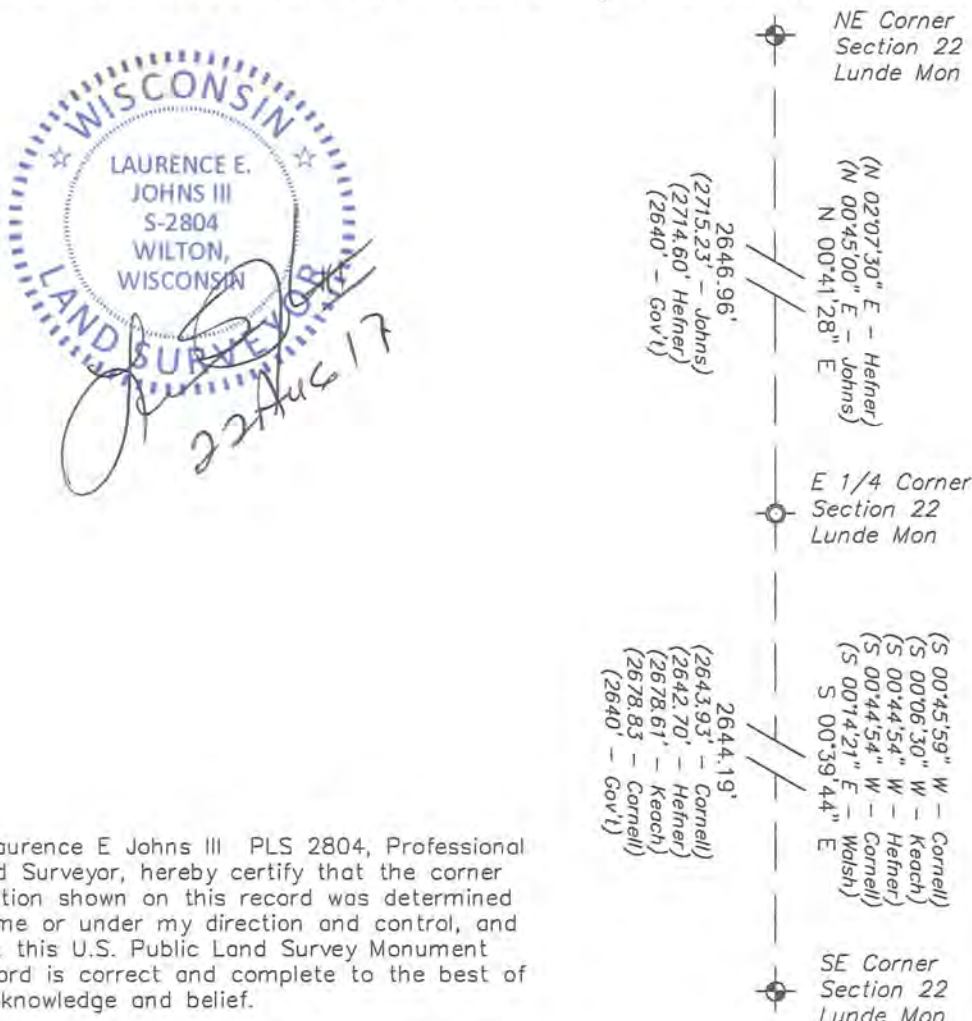 WISCONSIN
LAURENCE E.
JOHNS III
S-2804
WILTON,
WISCONSIN
LAND SURVEYOR
22 AUG 17
NE Corner
Section 22
Lunde Mon
(N 02°07'30" E - Hefner)
(N 00°45'00" E - Johns)
N 00°41'28" E
2646.96'
(2715.23' - Johns)
(2714.60' Hefner)
(2640' - Gov't)
E 1/4 Corner
Section 22
Lunde Mon
(S 00°45'59" W - Cornell)
(S 00°06'30" W - Keach)
(S 00°44'54" W - Hefner)
(S 00°44'54" W - Cornell)
(S 00°14'21" E - Walsh)
S 00°39'44" E
2644.19'
(2643.93' - Cornell)
(2642.70' - Hefner)
(2678.61' - Keach)
(2678.83 - Cornell)
(2640' - Gov't)
SE Corner
Section 22
Lunde Mon
aurence E Johns III PLS 2804, Professional
d Surveyor, hereby certify that the corner
tion shown on this record was determined
me or under my direction and control, and
t this U.S. Public Land Survey Monument
ord is correct and complete to the best of
knowledge and belief.